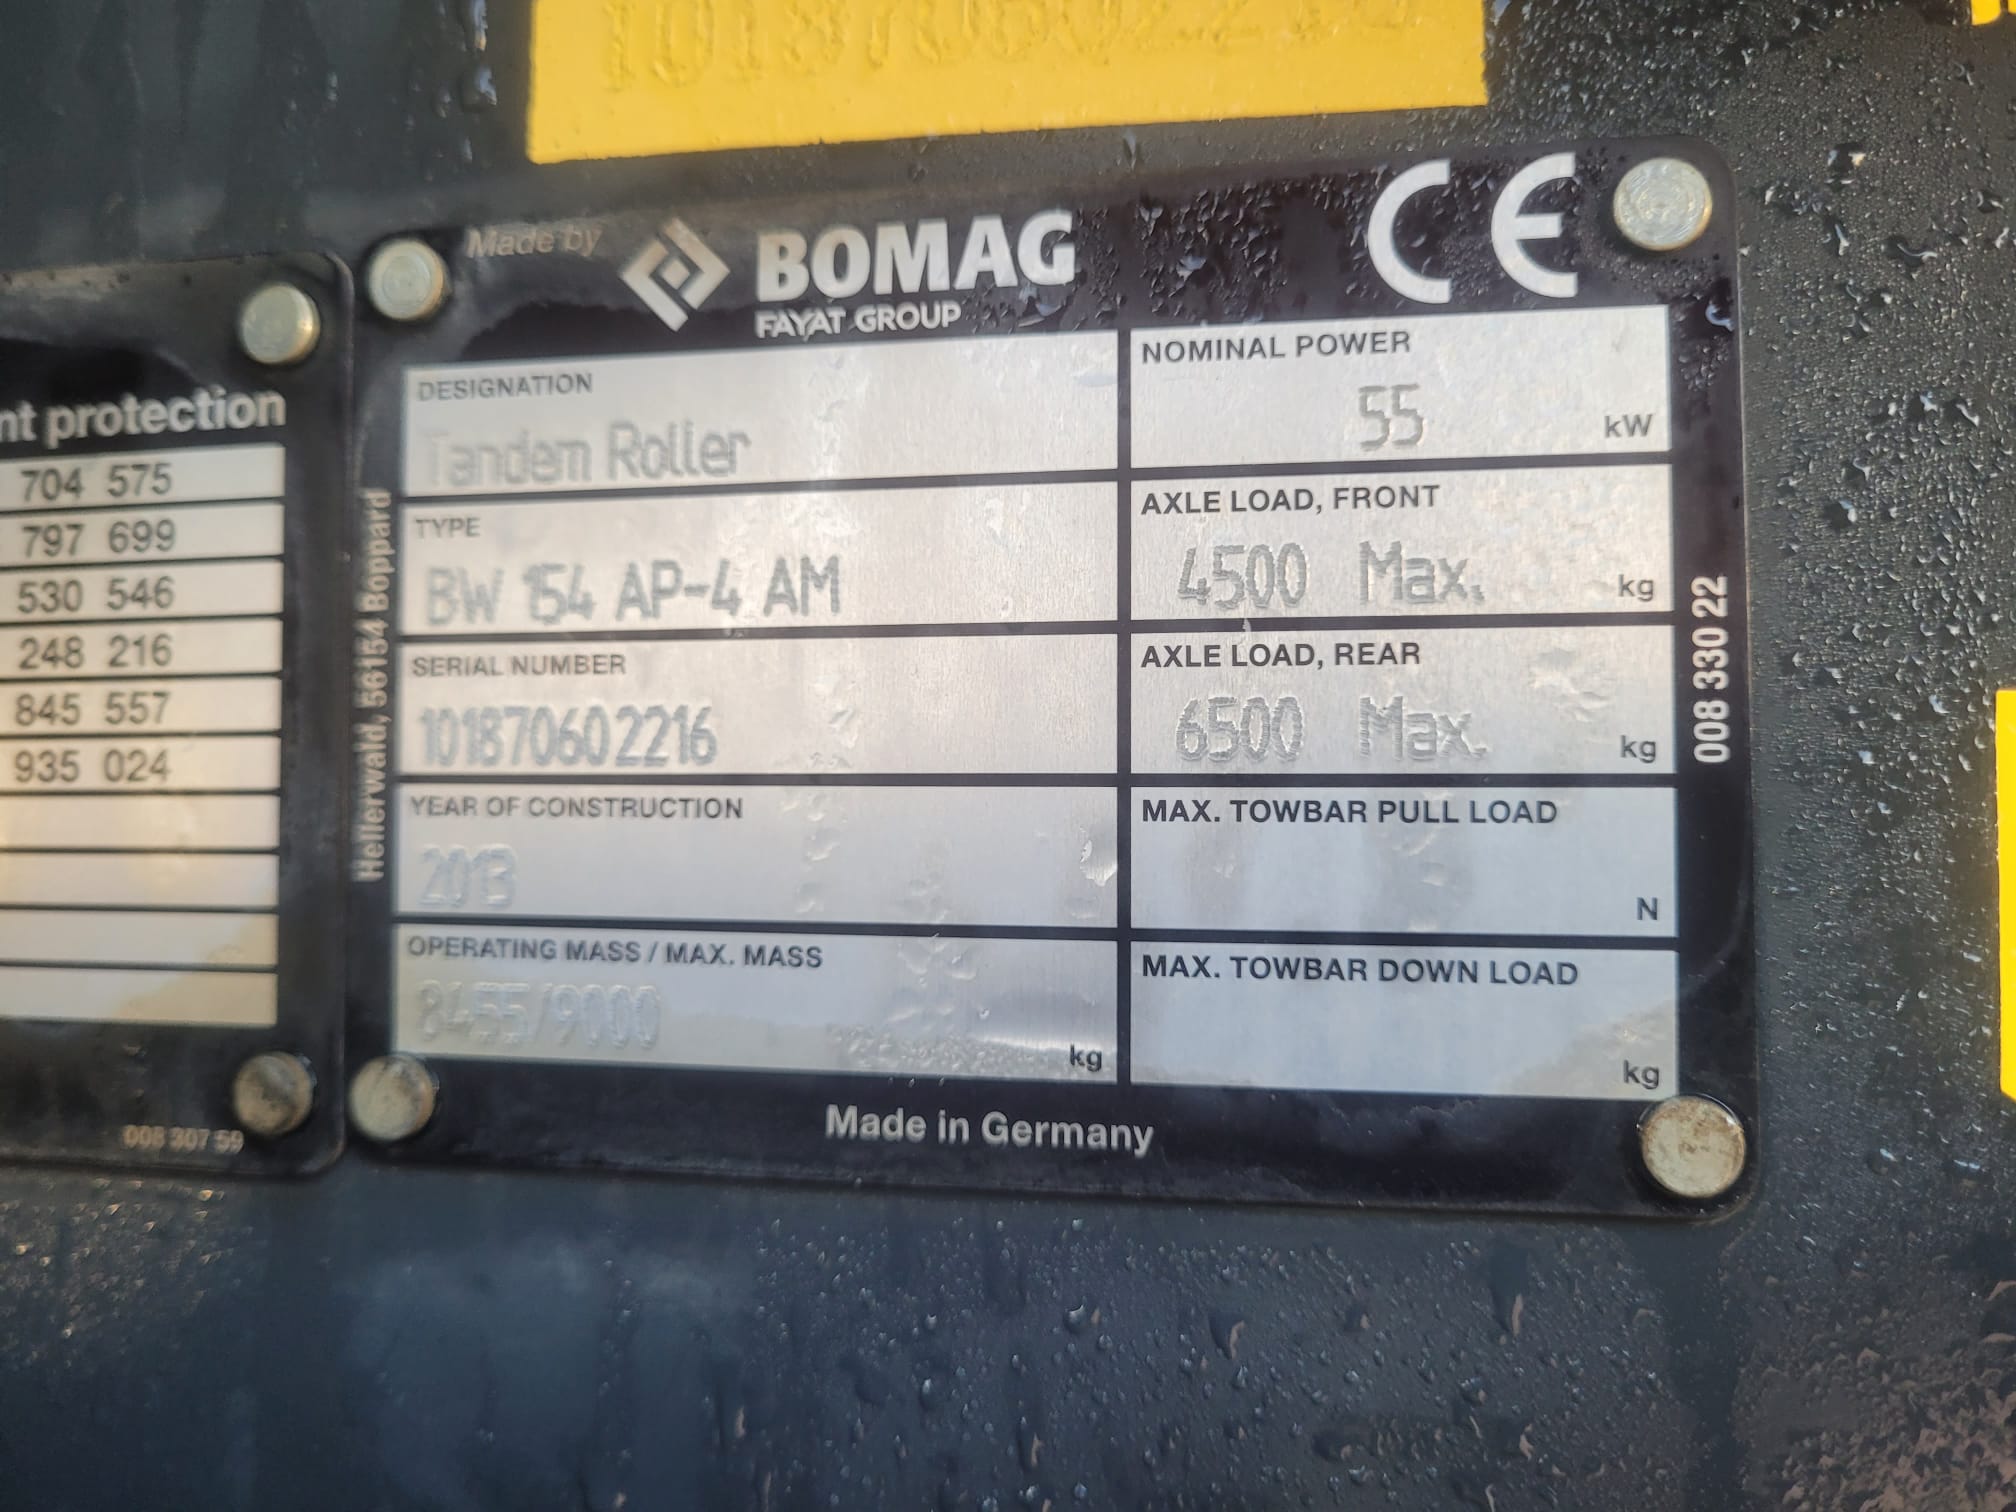 nt protection
704 575
797 699
530 546
248 216
845 557
935 024
008 307 59
Made by BOMAG
FAYAT GROUP
CE
DESIGNATION
Tandem Roller
TYPE
BW 154 AP-4 AM
SERIAL NUMBER
101870602216
YEAR OF CONSTRUCTION
2013
OPERATING MASS / MAX. MASS
8455/9000
kg
NOMINAL POWER
55 kW
AXLE LOAD, FRONT
4500 Max. kg
AXLE LOAD, REAR
6500 Max. kg
MAX. TOWBAR PULL LOAD
N
MAX. TOWBAR DOWN LOAD
kg
Made in Germany
Hellerwald, 56154 Boppard
008 330 22